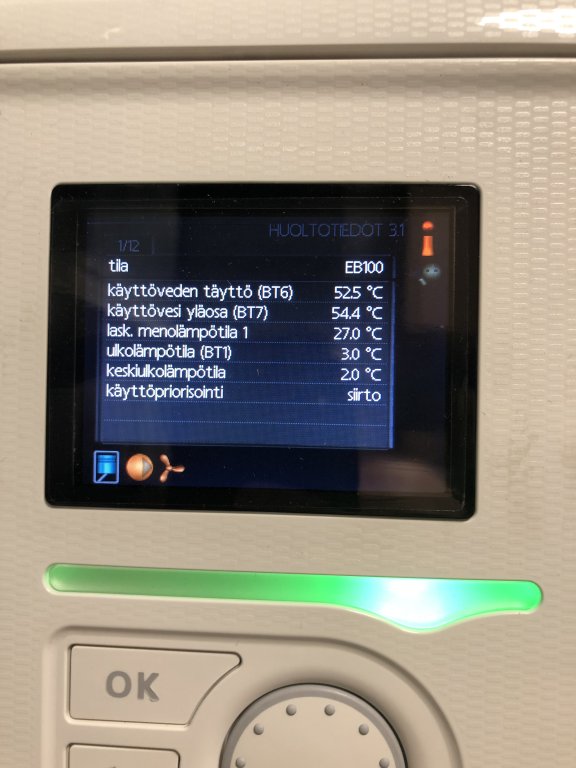 HUOLTOTIEDOT 3.1
1/12
tila EB100
käyttöveden täyttö (BT6) 52.5 °C
käyttövesi yläosa (BT7) 54.4 °C
lask. menolämpötila 1 27.0 °C
ulkolämpötila (BT1) 3.0 °C
keskiulkolämpötila 2.0 °C
käyttöpriorisointi siirto
OK